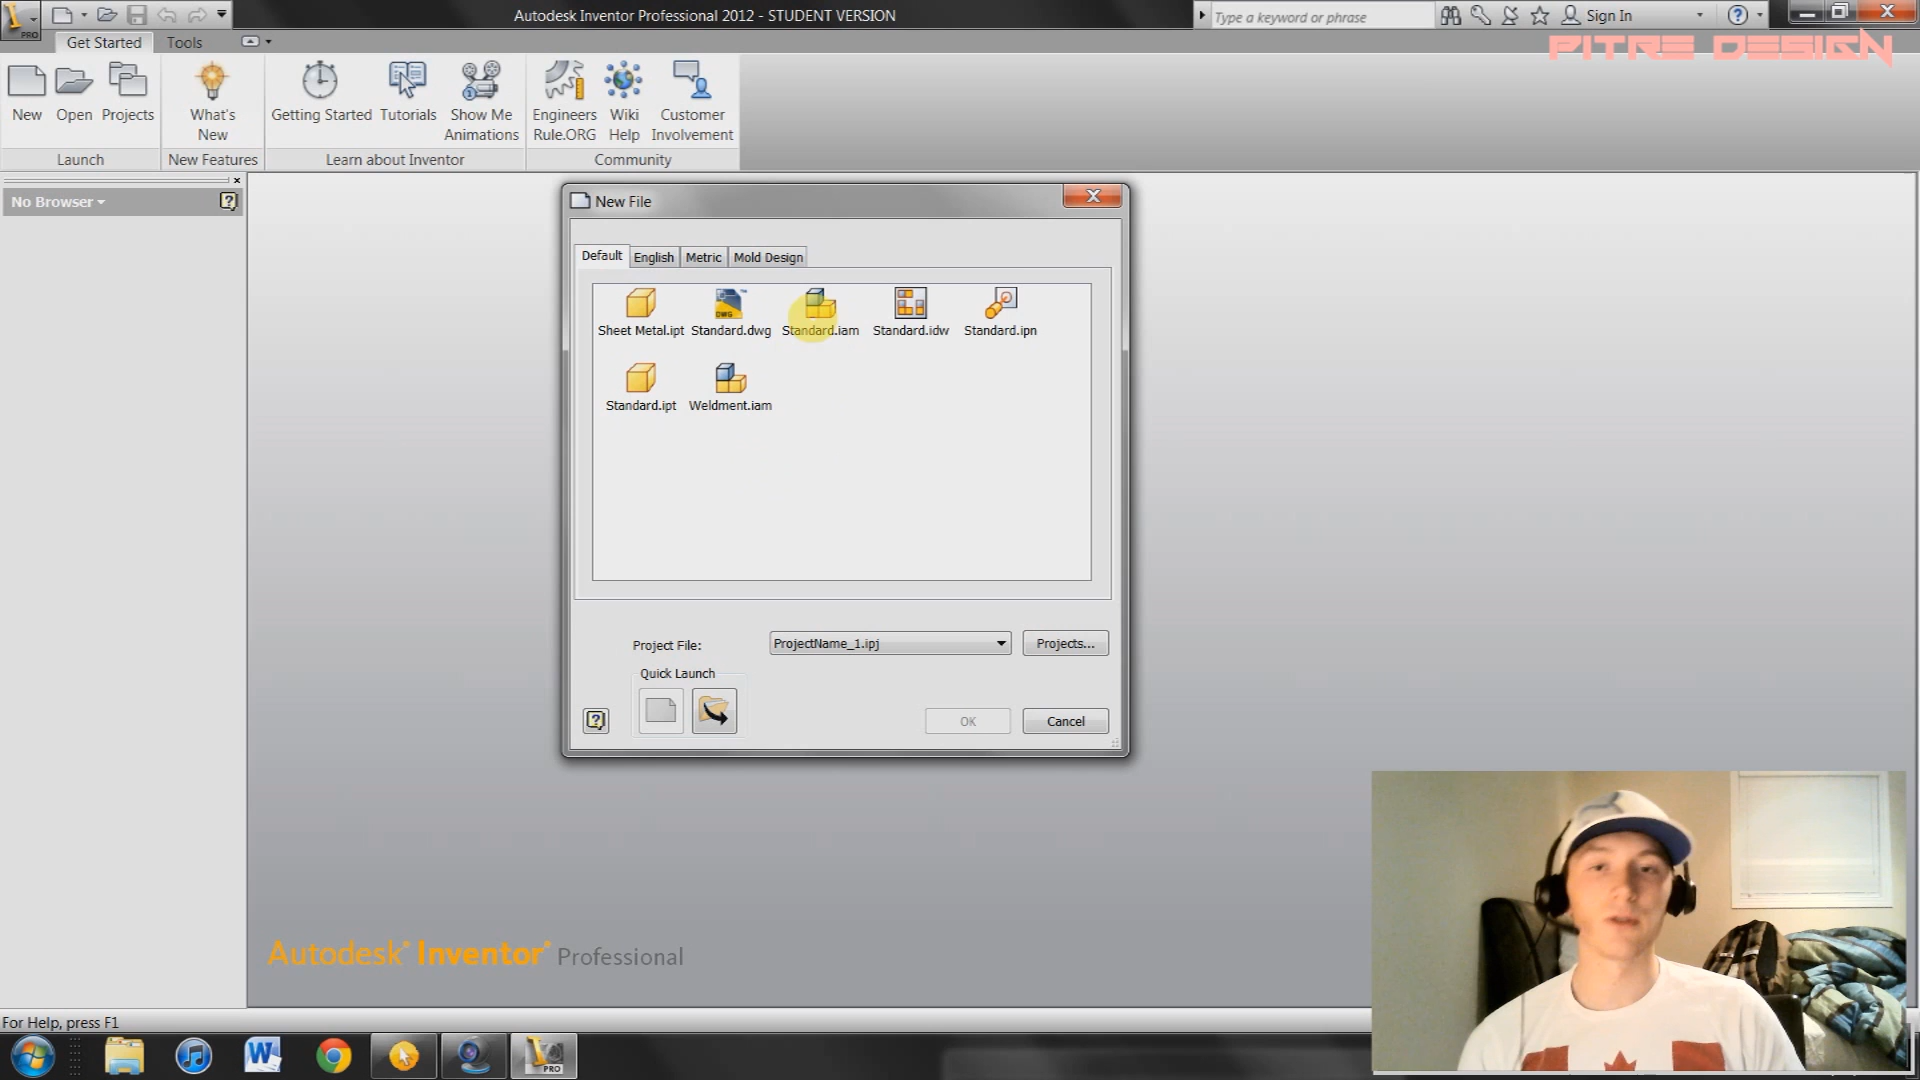 Autodesk Inventor Professional 2012 - STUDENT VERSION
Type a keyword or phrase
Sign In
PRO
Get Started
Tools
PITRE DESIGN
New
Open
Projects
What's New
Getting Started
Tutorials
Show Me Animations
Engineers Rule.ORG
Wiki Help
Customer Involvement
Launch
New Features
Learn about Inventor
Community
No Browser
New File
Default
English
Metric
Mold Design
DWG
Sheet Metal.ipt
Standard.dwg
Standard.iam
Standard.idw
Standard.ipn
Standard.ipt
Weldment.iam
Project File:
ProjectName_1.ipj
Projects...
Quick Launch
OK
Cancel
Autodesk® Inventor® Professional
For Help, press F1
PRO